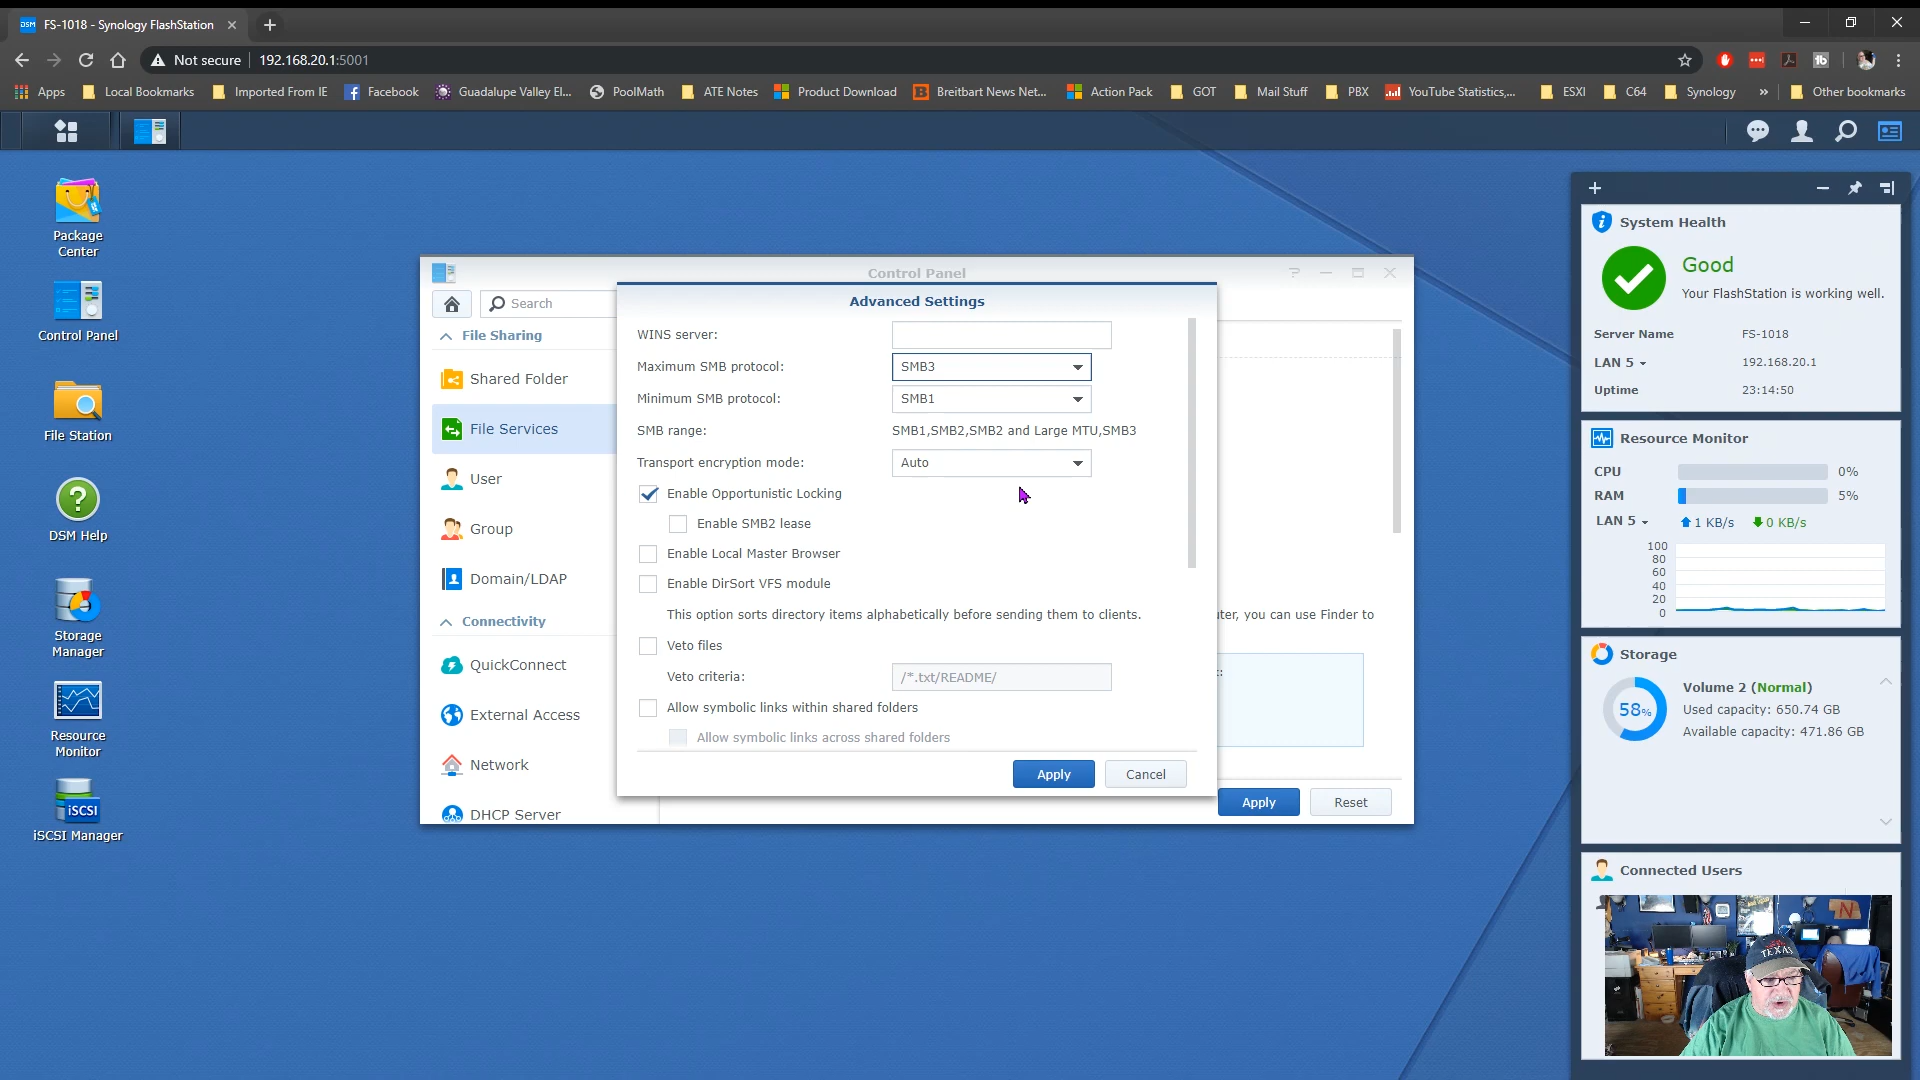 FS-1018 - Synology FlashStation
Not secure 192.168.20.1:5001
Apps Local Bookmarks Imported From IE Facebook Guadalupe Valley El... PoolMath ATE Notes Product Download Breitbart News Net... Action Pack GOT Mail Stuff PBX YouTube Statistics,... ESXI C64 Synology » Other bookmarks
Package
Center
Control Panel
File Station
DSM Help
Storage
Manager
Resource
Monitor
iSCSI
iSCSI Manager
Control Panel
Search
File Sharing
Shared Folder
File Services
User
Group
Domain/LDAP
Connectivity
QuickConnect
External Access
Network
DHCP Server
Advanced Settings
WINS server:
Maximum SMB protocol: SMB3
Minimum SMB protocol: SMB1
SMB range: SMB1,SMB2,SMB2 and Large MTU,SMB3
Transport encryption mode: Auto
Enable Opportunistic Locking
Enable SMB2 lease
Enable Local Master Browser
Enable DirSort VFS module
This option sorts directory items alphabetically before sending them to clients.
Veto files
Veto criteria: /*.txt/README/
Allow symbolic links within shared folders
Allow symbolic links across shared folders
Apply Cancel
ter, you can use Finder to
Apply Reset
System Health
Good
Your FlashStation is working well.
Server Name FS-1018
LAN 5 192.168.20.1
Uptime 23:14:50
Resource Monitor
CPU 0%
RAM 5%
LAN 5 1 KB/s 0 KB/s
100
80
60
40
20
0
Storage
58%
Volume 2 (Normal)
Used capacity: 650.74 GB
Available capacity: 471.86 GB
Connected Users
N
TEXAS